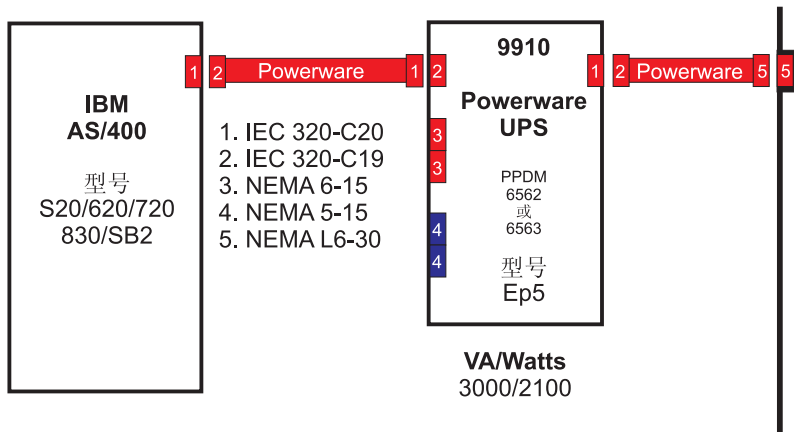 IBM
AS/400
型号
S20/620/720
830/SB2
1 2 Powerware 1 2
1. IEC 320-C20
2. IEC 320-C19
3. NEMA 6-15
4. NEMA 5-15
5. NEMA L6-30
9910
Powerware
UPS
PPDM
6562
或
6563
型号
Ep5
3
3
4
4
1 2 Powerware 5 5
VA/Watts
3000/2100